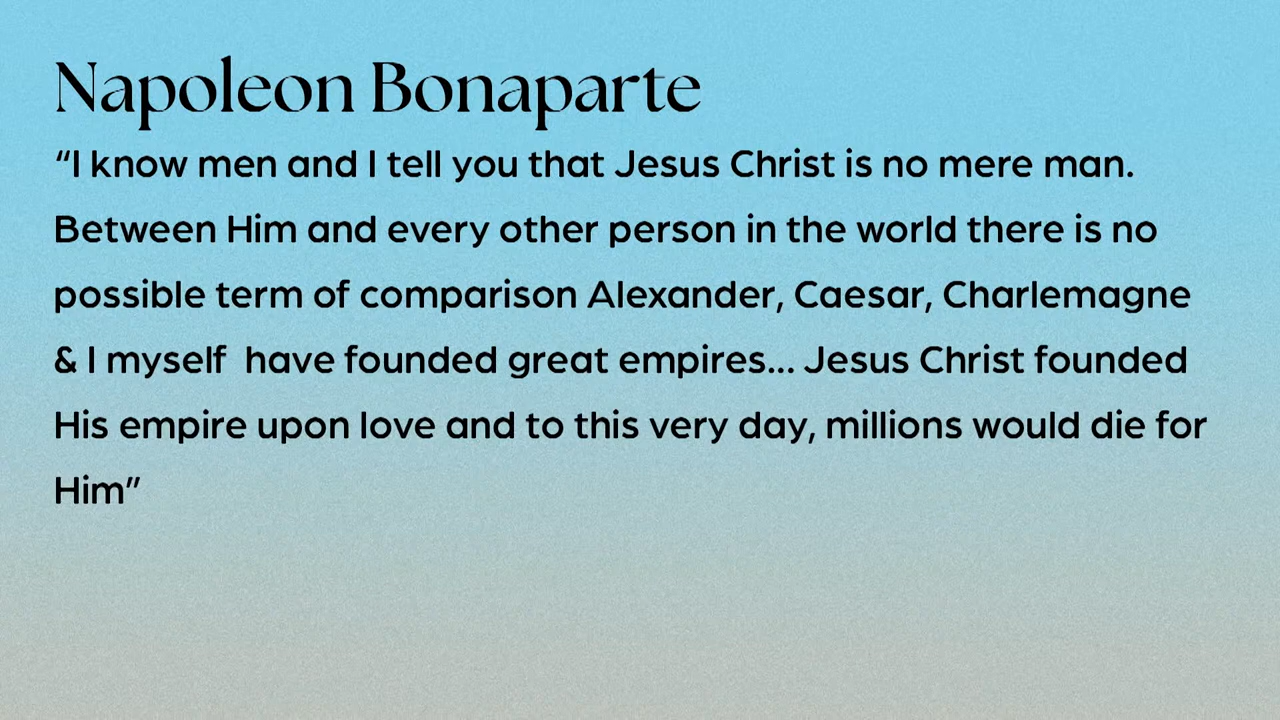 Napoleon Bonaparte
“I know men and I tell you that Jesus Christ is no mere man.
Between Him and every other person in the world there is no
possible term of comparison Alexander, Caesar, Charlemagne
& I myself  have founded great empires... Jesus Christ founded
His empire upon love and to this very day, millions would die for
Him”